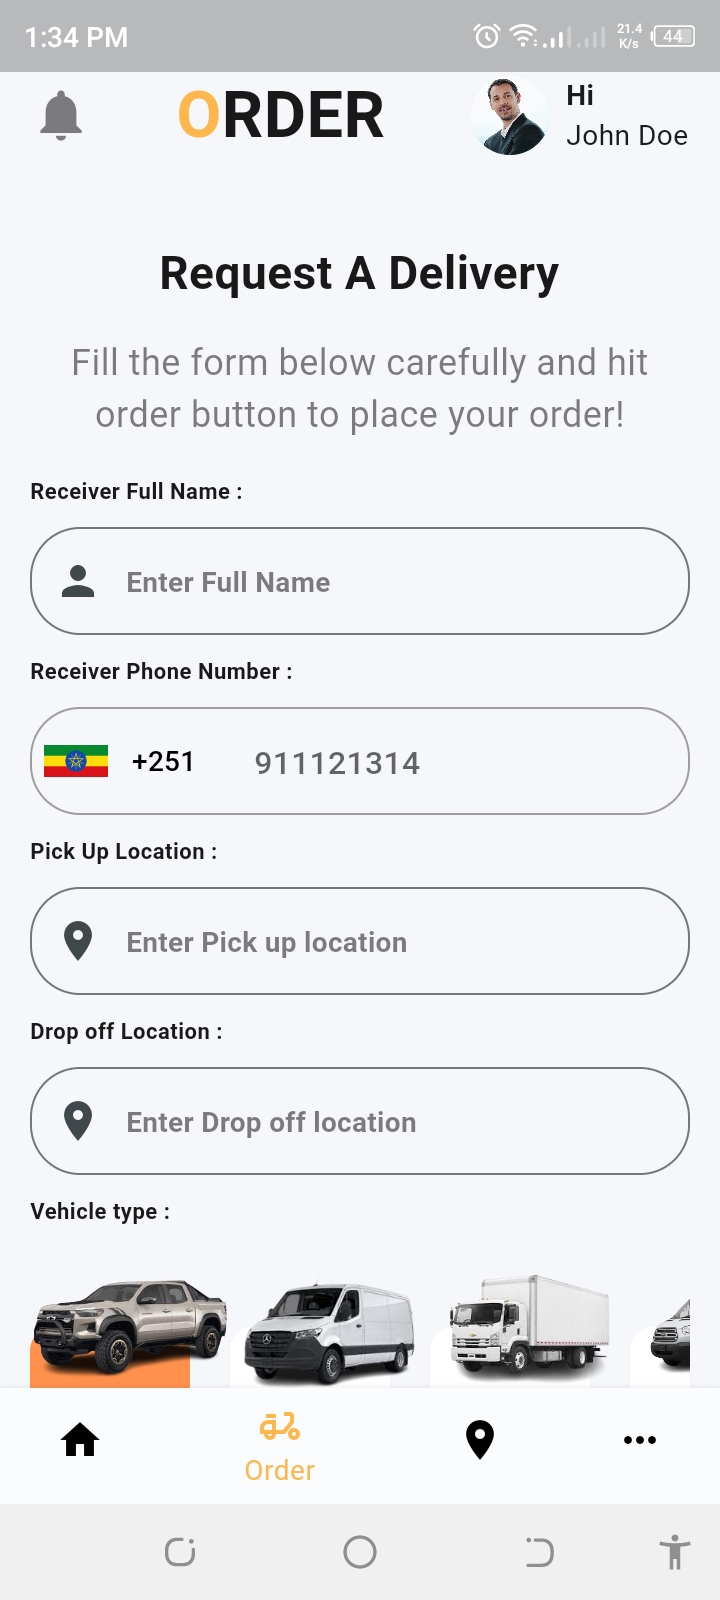 1:34 PM
21.4
K/s
44
ORDER
Hi
John Doe
Request A Delivery
Fill the form below carefully and hit
order button to place your order!
Receiver Full Name :
Enter Full Name
Receiver Phone Number :
+251 911121314
Pick Up Location :
Enter Pick up location
Drop off Location :
Enter Drop off location
Vehicle type :
Order